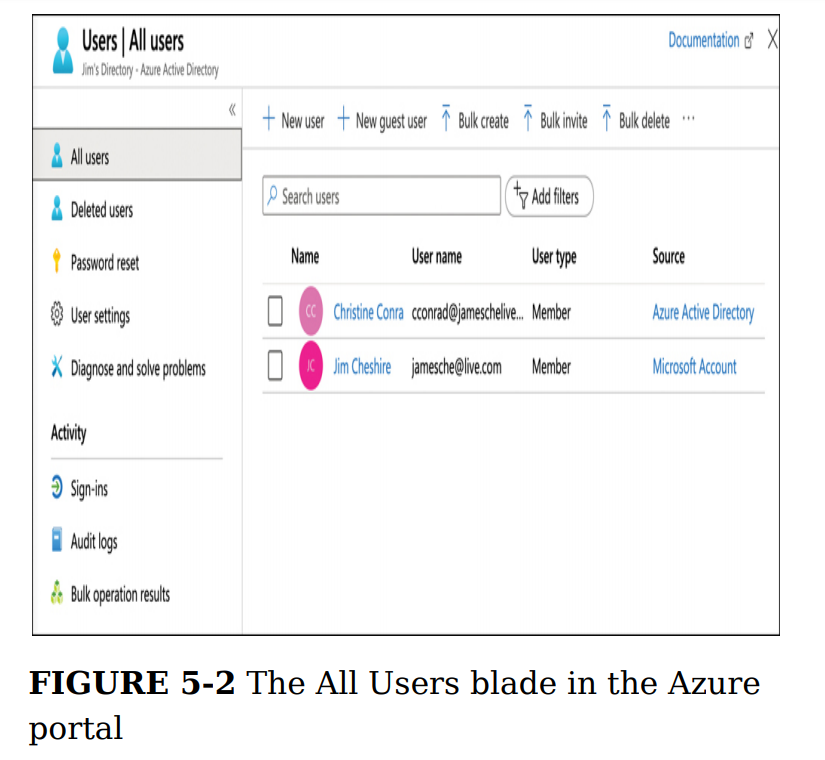 Users | All users
Documentation
Jim's Directory - Azure Active Directory
«
New user
New guest user
Bulk create
Bulk invite
Bulk delete
...
All users
Deleted users
Password reset
User settings
Diagnose and solve problems
Activity
Sign-ins
Audit logs
Bulk operation results
Search users
Add filters
Name User name User type Source
CC Christine Conra cconrad@jameschelive... Member Azure Active Directory
JC Jim Cheshire jamesche@live.com Member Microsoft Account
FIGURE 5-2 The All Users blade in the Azure
portal